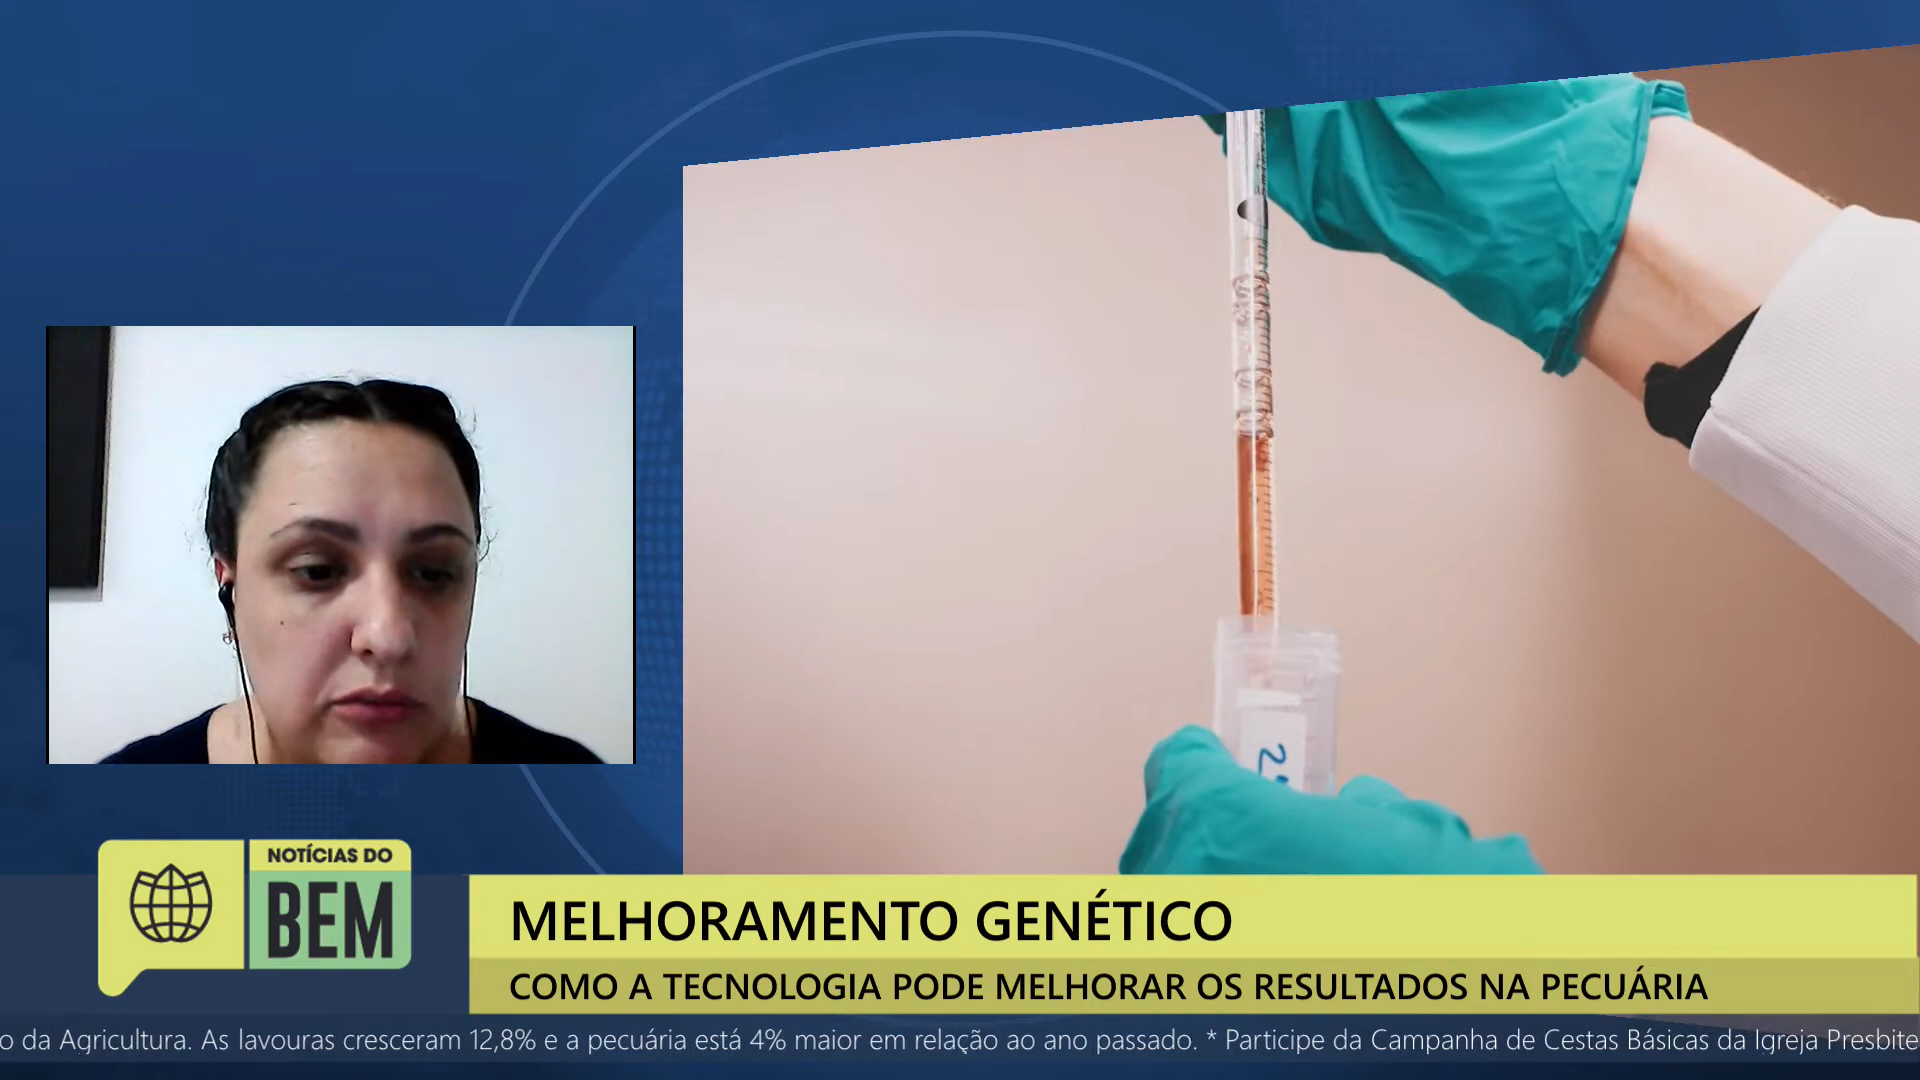 NOTÍCIAS DO
BEM
MELHORAMENTO GENÉTICO
COMO A TECNOLOGIA PODE MELHORAR OS RESULTADOS NA PECUÁRIA
o da Agricultura. As lavouras cresceram 12,8% e a pecuária está 4% maior em relação ao ano passado. * Participe da Campanha de Cestas Básicas da Igreja Presbite